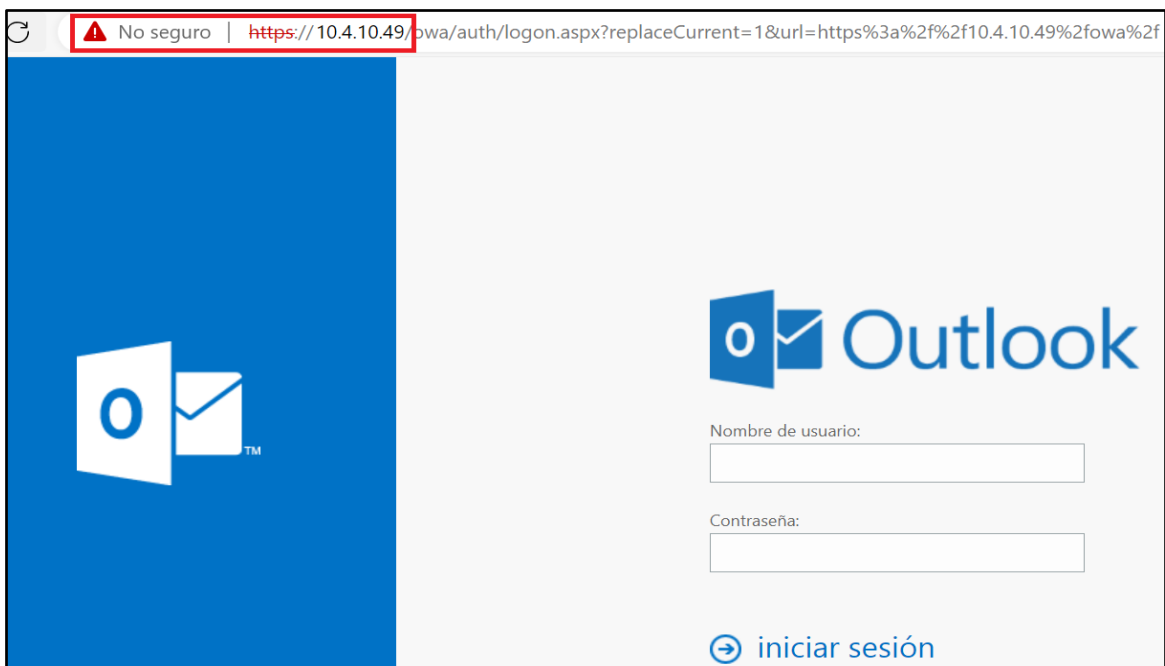 No seguro | https://10.4.10.49/owa/auth/logon.aspx?replaceCurrent=1&url=https%3a%2f%2f10.4.10.49%2fowa%2f
o
TM
o Outlook
Nombre de usuario:
Contraseña:
iniciar sesión